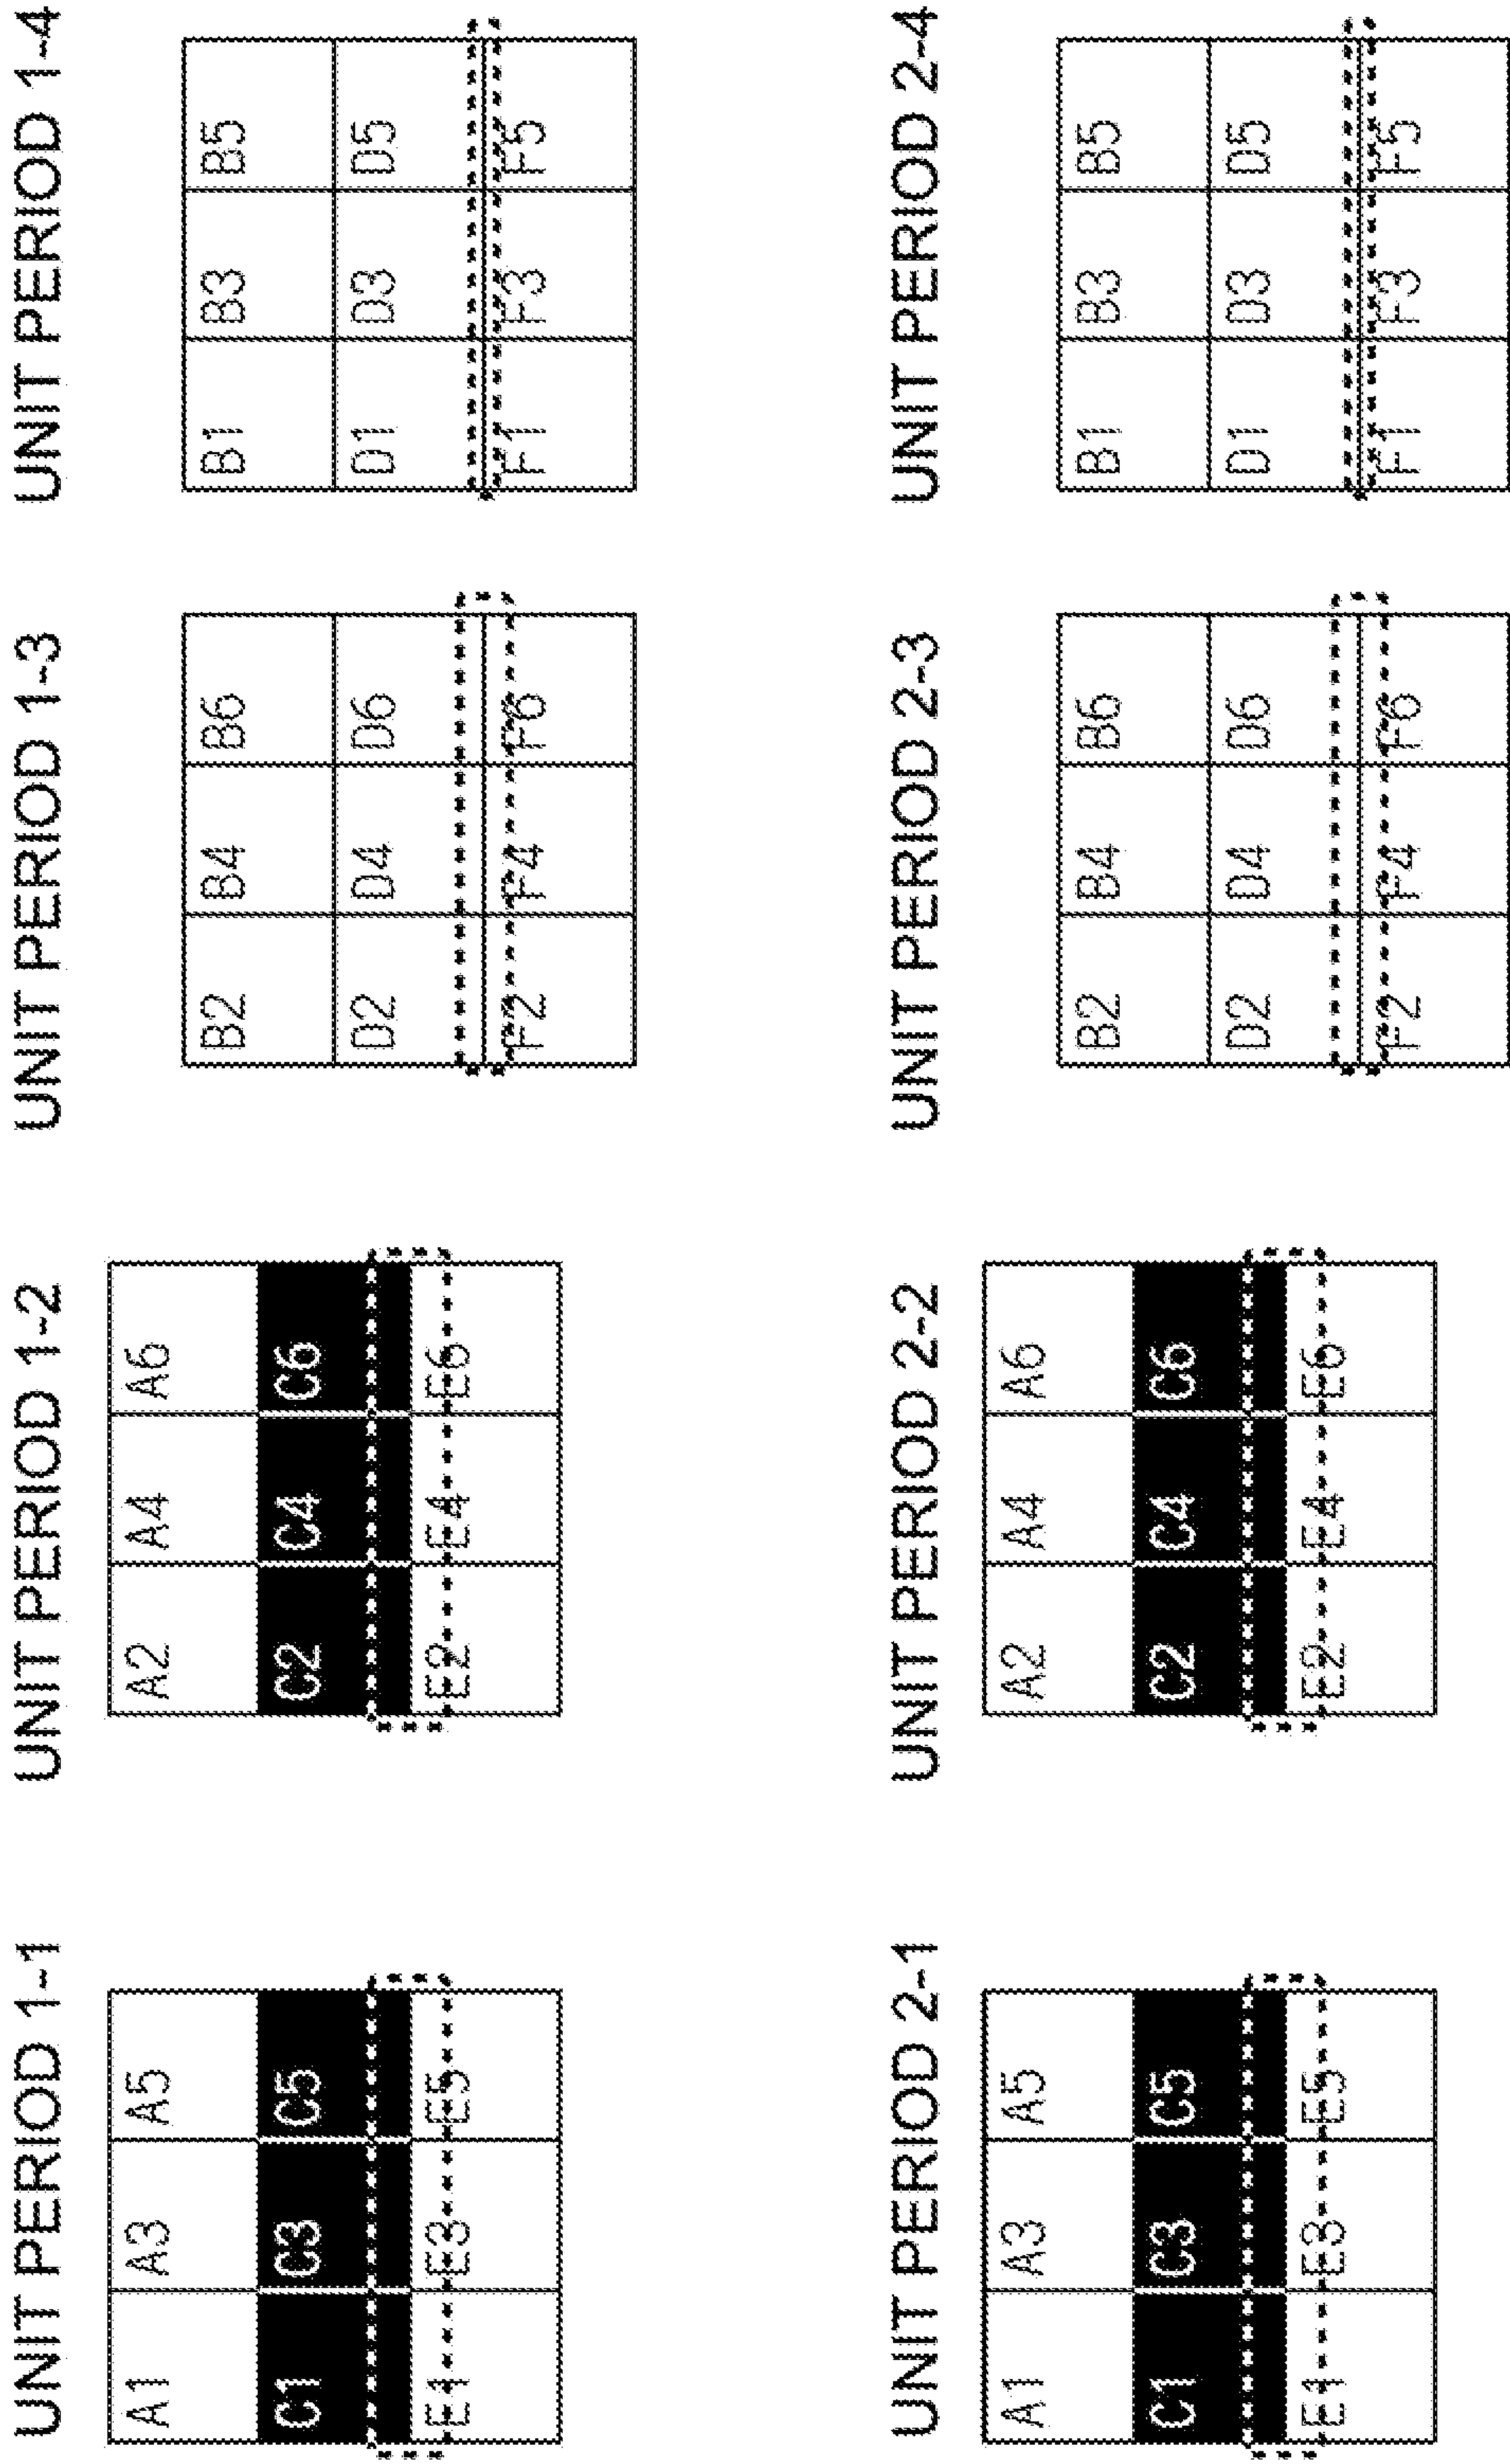 UNIT PERIOD 1-1
A1 A3 A5
C1 C3 C5
E1 E3 E5
UNIT PERIOD 1-2
A2 A4 A6
C2 C4 C6
E2 E4 E6
UNIT PERIOD 1-3
B2 B4 B6
D2 D4 D6
F2 F4 F6
UNIT PERIOD 1-4
B1 B3 B5
D1 D3 D5
F1 F3 F5
UNIT PERIOD 2-1
A1 A3 A5
C1 C3 C5
E1 E3 E5
UNIT PERIOD 2-2
A2 A4 A6
C2 C4 C6
E2 E4 E6
UNIT PERIOD 2-3
B2 B4 B6
D2 D4 D6
F2 F4 F6
UNIT PERIOD 2-4
B1 B3 B5
D1 D3 D5
F1 F3 F5